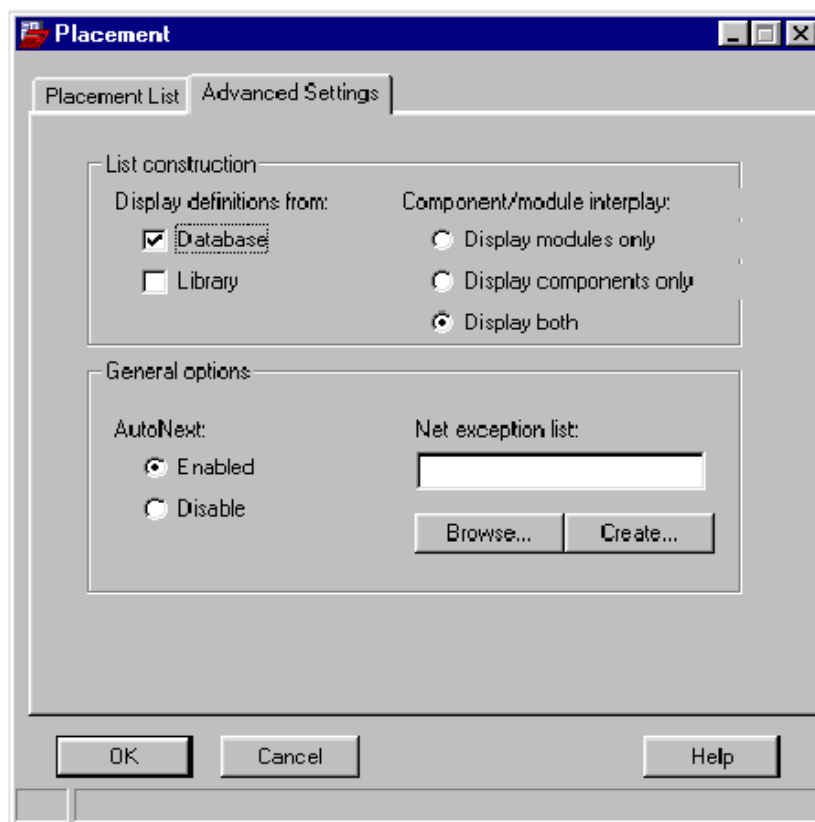 Placement
Placement List Advanced Settings
List construction
Display definitions from: Component/module interplay:
Database Display modules only
Library Display components only
Display both
General options
AutoNext: Net exception list:
Enabled
Disable
Browse... Create...
OK Cancel Help